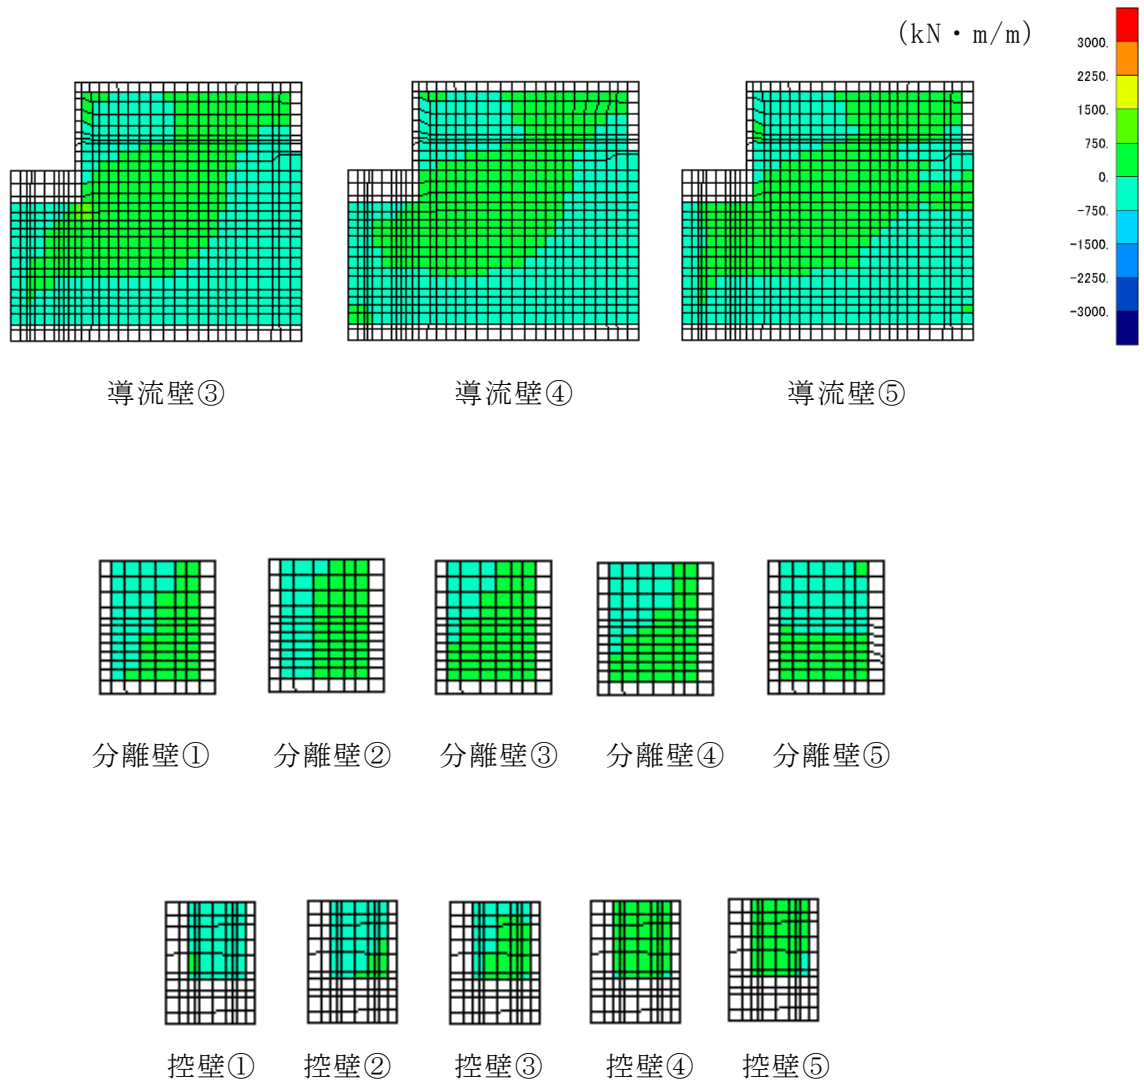 (kN・m/m)
3000.
2250.
1500.
750.
0.
-750.
-1500.
-2250.
-3000.
導流壁③ 導流壁④ 導流壁⑤
分離壁① 分離壁② 分離壁③ 分離壁④ 分離壁⑤
控壁① 控壁② 控壁③ 控壁④ 控壁⑤